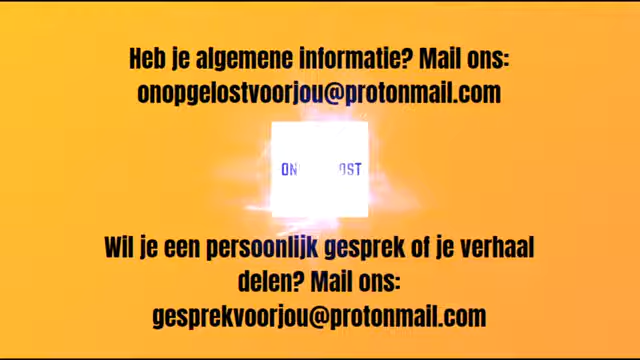 Heb je algemene informatie? Mail ons:
onopgelostvoorjou@protonmail.com
Wil je een persoonlijk gesprek of je verhaal
delen? Mail ons:
gesprekvoorjou@protonmail.com